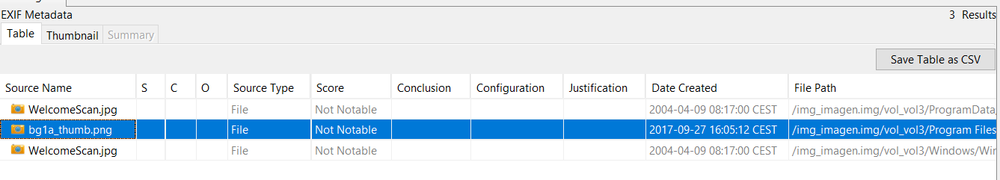 EXIF Metadata 3 Results
Table Thumbnail Summary
Save Table as CSV
Source Name S C O Source Type Score Conclusion Configuration Justification Date Created File Path
WelcomeScan.jpg File Not Notable 2004-04-09 08:17:00 CEST /img_imagen.img/vol_vol3/ProgramData
bg1a_thumb.png File Not Notable 2017-09-27 16:05:12 CEST /img_imagen.img/vol_vol3/Program Files
WelcomeScan.jpg File Not Notable 2004-04-09 08:17:00 CEST /img_imagen.img/vol_vol3/Windows/Win